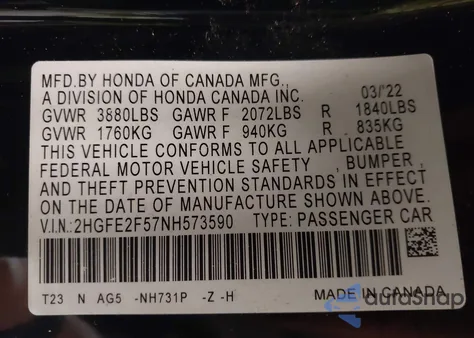 MFD.BY HONDA OF CANADA MFG.,
A DIVISION OF HONDA CANADA INC. 03/'22
GVWR 3880LBS GAWR F 2072LBS R 1840LBS
GVWR 1760KG GAWR F 940KG R 835KG
THIS VEHICLE CONFORMS TO ALL APPLICABLE
FEDERAL MOTOR VEHICLE SAFETY , BUMPER ,
AND THEFT PREVENTION STANDARDS IN EFFECT
ON THE DATE OF MANUFACTURE SHOWN ABOVE.
V.I.N.:2HGFE2F57NH573590 TYPE: PASSENGER CAR
T23 N AG5 -NH731P -Z -H MADE IN CANADA
autosnap